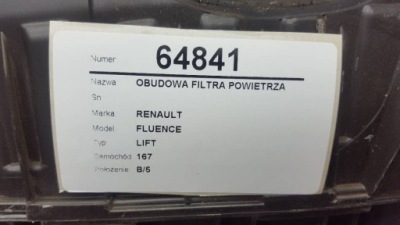 Numer 64841
Nazwa OBUDOWA FILTRA POWIETRZA
Sn
Marka RENAULT
Model FLUENCE
Typ LIFT
Samochód 167
Położenie B/5